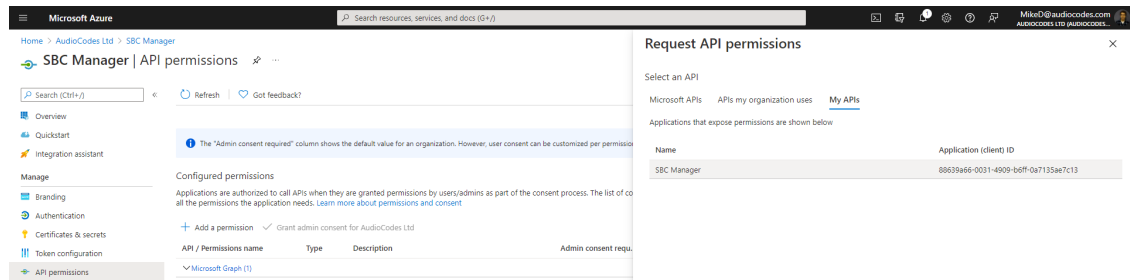 Microsoft Azure
Search resources, services, and docs (G+/)
1
MikeD@audiocodes.com
AUDIOCODES LTD (AUDIOCODES...
Home > AudioCodes Ltd > SBC Manager
SBC Manager | API permissions ...
Search (Ctrl+/)
«
Refresh
Got feedback?
Overview
Quickstart
Integration assistant
The "Admin consent required" column shows the default value for an organization. However, user consent can be customized per permission
Manage
Configured permissions
Applications are authorized to call APIs when they are granted permissions by users/admins as part of the consent process. The list of co
all the permissions the application needs. Learn more about permissions and consent
Branding
Authentication
Certificates & secrets
Token configuration
API permissions
+ Add a permission
Grant admin consent for AudioCodes Ltd
API / Permissions name
Type
Description
Admin consent requ.
Microsoft Graph (1)
Request API permissions
Select an API
Microsoft APIs
APIs my organization uses
My APIs
Applications that expose permissions are shown below
Name
Application (client) ID
SBC Manager
88639a66-0031-4909-b6ff-0a7135ae7c13